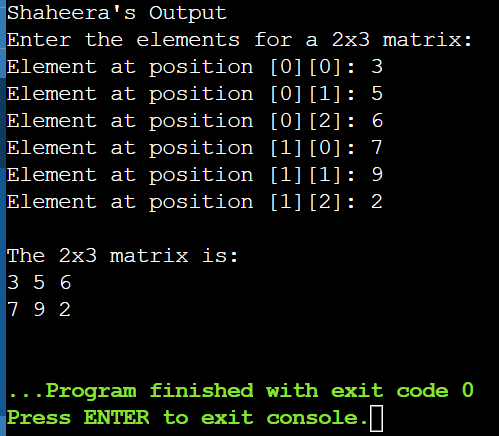 Shaheera's Output
Enter the elements for a 2x3 matrix:
Element at position [0][0]: 3
Element at position [0][1]: 5
Element at position [0][2]: 6
Element at position [1][0]: 7
Element at position [1][1]: 9
Element at position [1][2]: 2
The 2x3 matrix is:
3 5 6
7 9 2
...Program finished with exit code 0
Press ENTER to exit console.